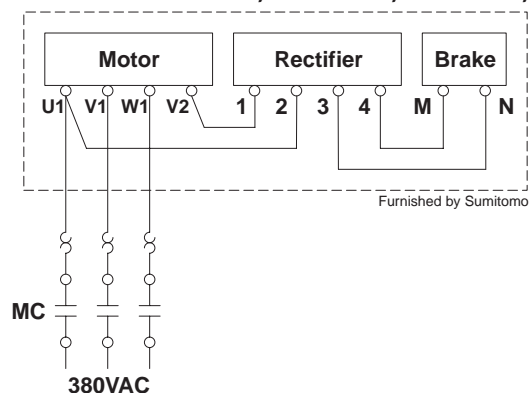 Motor Rectifier Brake
U1 V1 W1 V2 1 2 3 4 M N
Furnished by Sumitomo
MC
380VAC